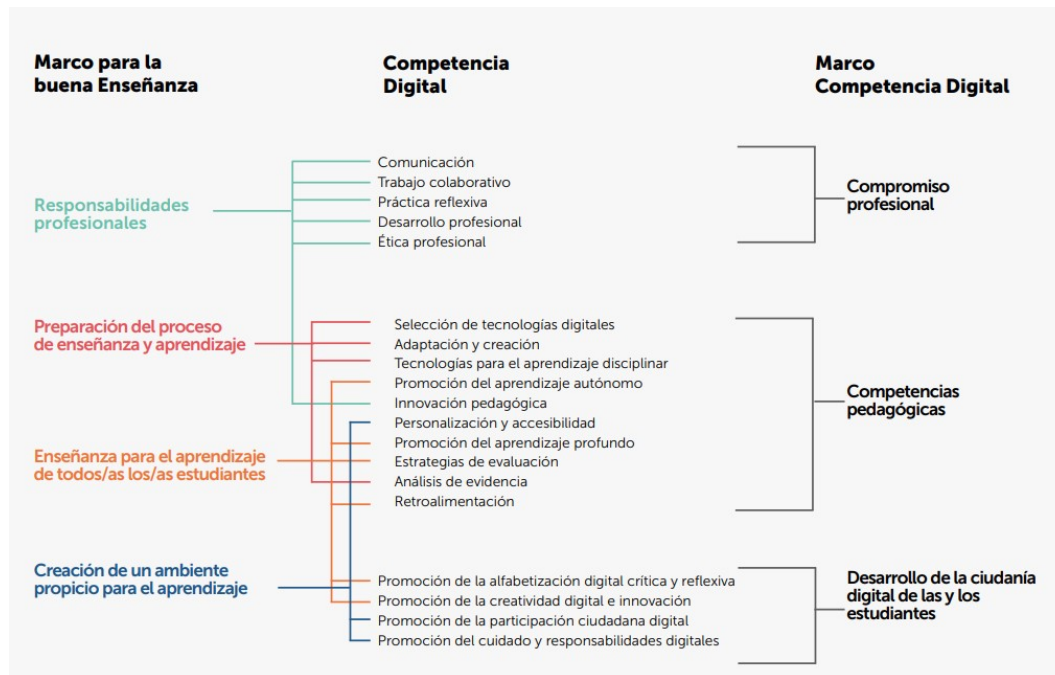 Marco para la
buena Enseñanza
Competencia
Digital
Marco
Competencia Digital
Responsabilidades
profesionales
Preparación del proceso
de enseñanza y aprendizaje
Enseñanza para el aprendizaje
de todos/as los/as estudiantes
Creación de un ambiente
propicio para el aprendizaje
Comunicación
Trabajo colaborativo
Práctica reflexiva
Desarrollo profesional
Ética profesional
Selección de tecnologías digitales
Adaptación y creación
Tecnologías para el aprendizaje disciplinar
Promoción del aprendizaje autónomo
Innovación pedagógica
Personalización y accesibilidad
Promoción del aprendizaje profundo
Estrategias de evaluación
Análisis de evidencia
Retroalimentación
Promoción de la alfabetización digital crítica y reflexiva
Promoción de la creatividad digital e innovación
Promoción de la participación ciudadana digital
Promoción del cuidado y responsabilidades digitales
Compromiso
profesional
Competencias
pedagógicas
Desarrollo de la ciudanía
digital de las y los
estudiantes